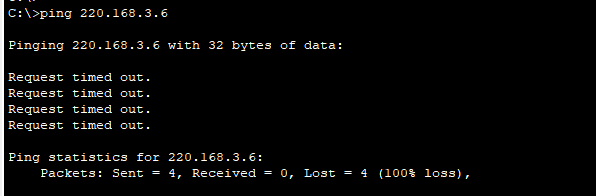 C:\>ping 220.168.3.6
Pinging 220.168.3.6 with 32 bytes of data:
Request timed out.
Request timed out.
Request timed out.
Request timed out.
Ping statistics for 220.168.3.6:
Packets: Sent = 4, Received = 0, Lost = 4 (100% loss),